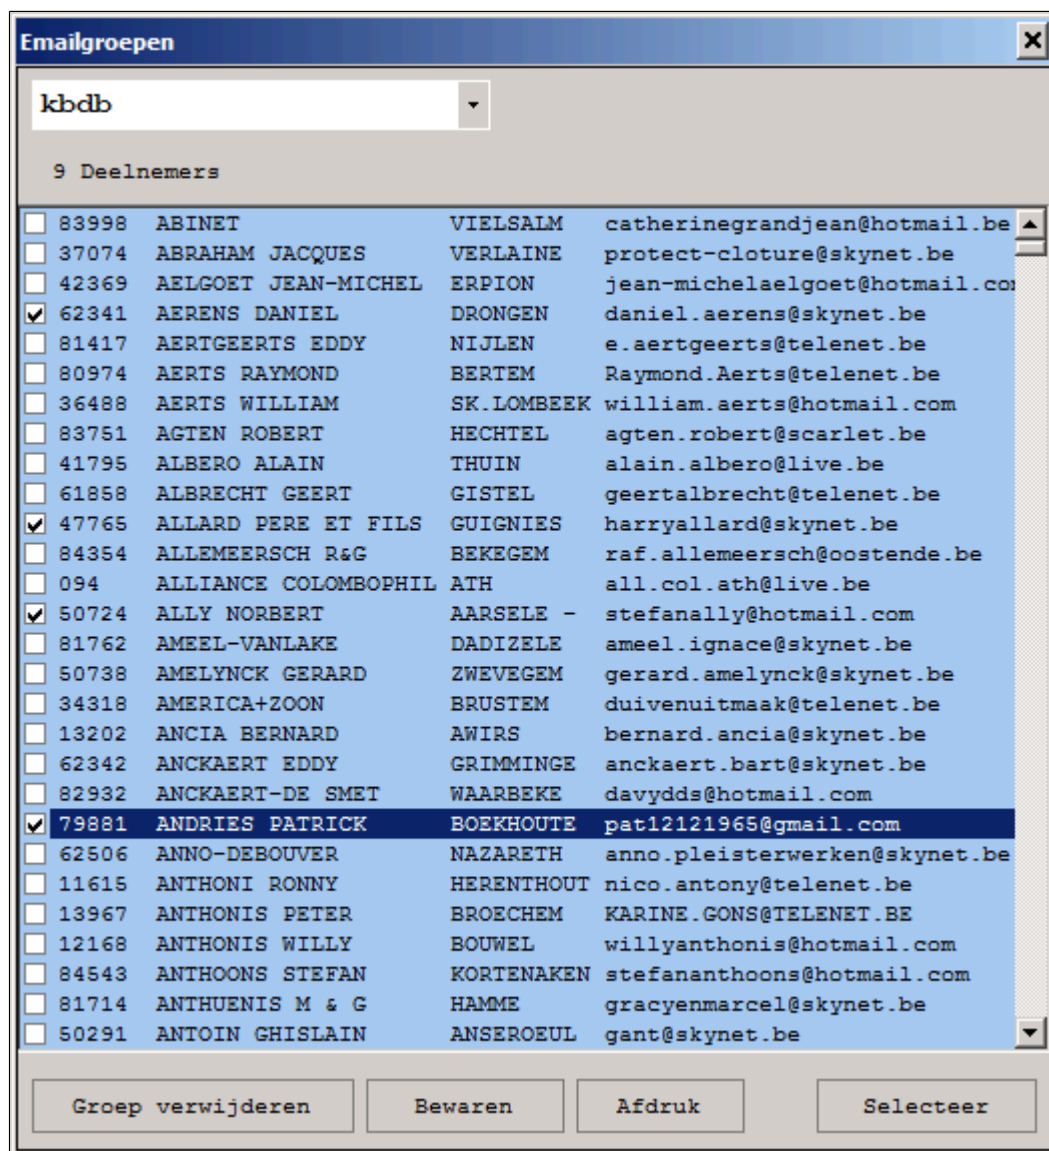 Emailgroepen
kbdb
9 Deelnemers
83998 ABINET VIELSALM catherinegrandjean@hotmail.be
37074 ABRAHAM JACQUES VERLAINE protect-cloture@skynet.be
42369 AELGOET JEAN-MICHEL ERPION jean-michelaelgoet@hotmail.co
62341 AERENS DANIEL DRONGEN daniel.aerens@skynet.be
81417 AERTGEERTS EDDY NIJLEN e.aertgeerts@telenet.be
80974 AERTS RAYMOND BERTEM Raymond.Aerts@telenet.be
36488 AERTS WILLIAM SK.LOMBEEK william.aerts@hotmail.com
83751 AGTEN ROBERT HECHTEL agten.robert@scarlet.be
41795 ALBERO ALAIN THUIN alain.albero@live.be
61858 ALBRECHT GEERT GISTEL geertalbrecht@telenet.be
47765 ALLARD PERE ET FILS GUIGNIES harryallard@skynet.be
84354 ALLEMEERSCH R&G BEKEGEM raf.allemeersch@oostende.be
094 ALLIANCE COLOMBOPHIL ATH all.col.ath@live.be
50724 ALLY NORBERT AARSELE - stefanally@hotmail.com
81762 AMEEL-VANLAKE DADIZELE ameel.ignace@skynet.be
50738 AMELYNCK GERARD ZWEVEGEM gerard.amelynck@skynet.be
34318 AMERICA+ZOON BRUSTEM duivenuitmaak@telenet.be
13202 ANCIA BERNARD AWIRS bernard.ancia@skynet.be
62342 ANCKAERT EDDY GRIMMINGE anckaert.bart@skynet.be
82932 ANCKAERT-DE SMET WAARBEKE davydds@hotmail.com
79881 ANDRIES PATRICK BOEKHOUTE pat12121965@gmail.com
62506 ANNO-DEBOUVER NAZARETH anno.pleisterwerken@skynet.be
11615 ANTHONI RONNY HERENTHOUT nico.antony@telenet.be
13967 ANTHONIS PETER BROECHEM KARINE.GONS@TELENET.BE
12168 ANTHONIS WILLY BOUWEL willyanthonis@hotmail.com
84543 ANTHOONS STEFAN KORTENAKEN stefananthoons@hotmail.com
81714 ANTHUENIS M & G HAMME gracyenmarcel@skynet.be
50291 ANTOIN GHISLAIN ANSEROEUL gant@skynet.be
Groep verwijderen Bewaren Afdruk Selecteer